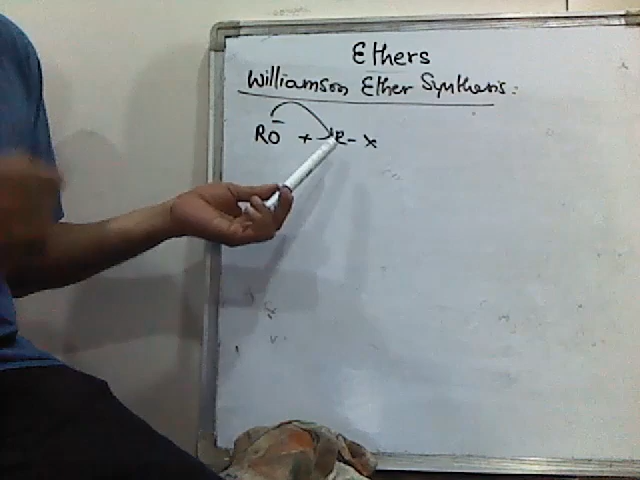 Ethers
Williamson Ether Synthesis:
RO⁻ + R-X